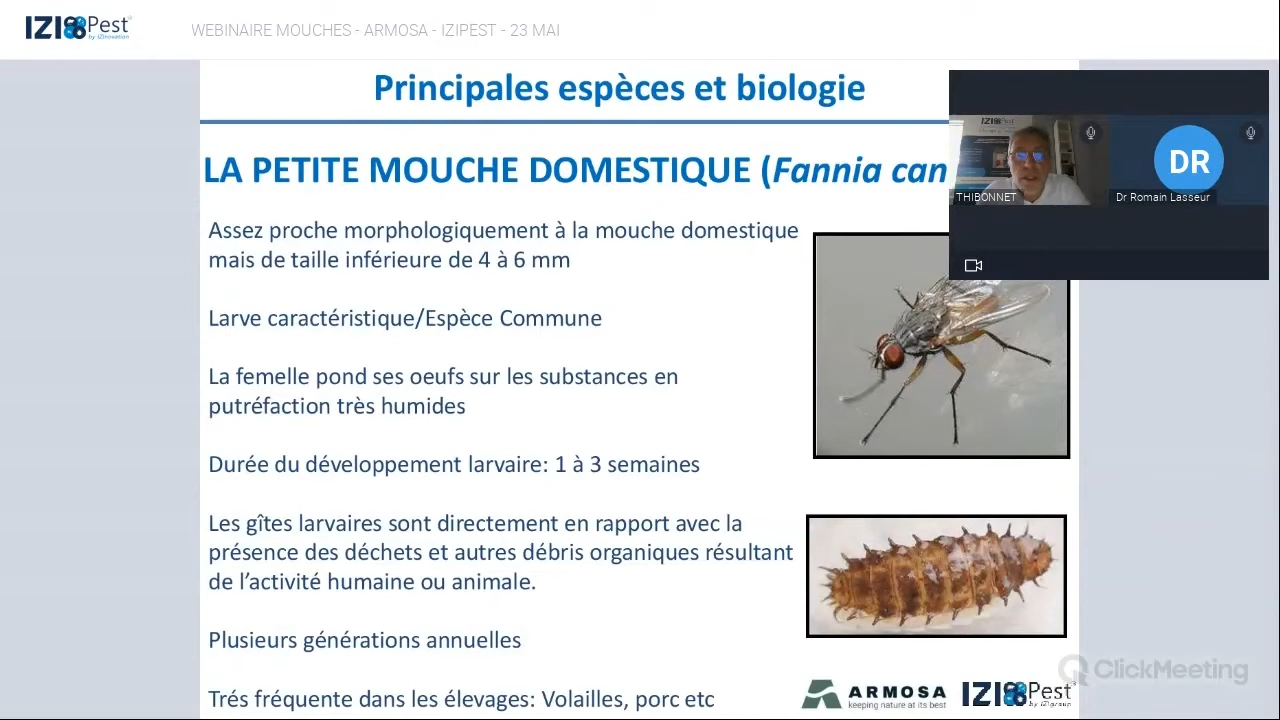 IZI Pest
by IZInovation
WEBINAIRE MOUCHES - ARMOSA - IZIPEST - 23 MAI
Principales espèces et biologie
LA PETITE MOUCHE DOMESTIQUE (Fannia can
DR
THIBONNET
Dr Romain Lasseur
Assez proche morphologiquement à la mouche domestique
mais de taille inférieure de 4 à 6 mm
Larve caractéristique/Espèce Commune
La femelle pond ses oeufs sur les substances en
putréfaction très humides
Durée du développement larvaire: 1 à 3 semaines
Les gîtes larvaires sont directement en rapport avec la
présence des déchets et autres débris organiques résultant
de l'activité humaine ou animale.
Plusieurs générations annuelles
Trés fréquente dans les élevages: Volailles, porc etc
ARMOSA
keeping nature at its best
IZI Pest
by IZIgroup
ClickMeeting